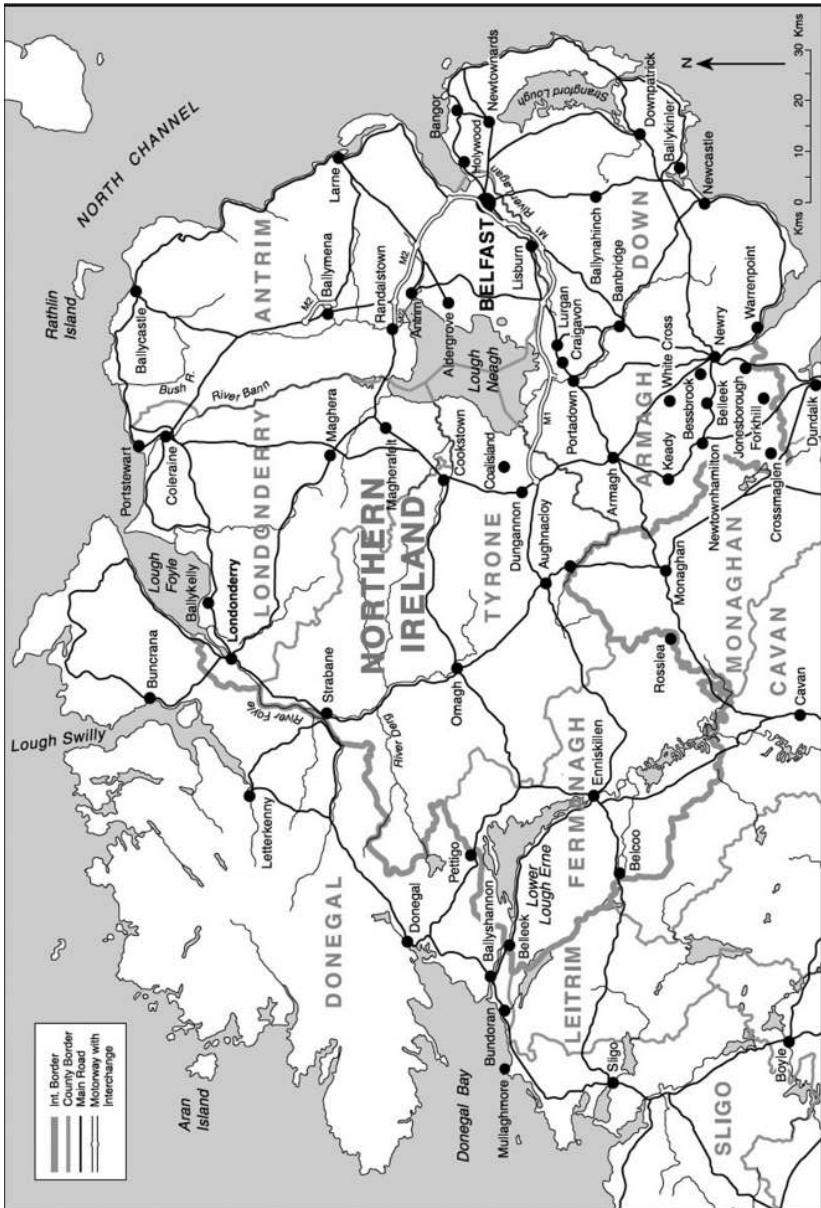 Int. Border
County Border
Main Road
Motorway with
Interchange
Aran
Island
Donegal Bay
Lough Swilly
NORTH CHANNEL
Rathlin
Island
DONEGAL
Letterkenny
Buncrana
Donegal
Lough
Foyle
Ballykelly
Londonderry
River Foyle
Strabane
River Derg
LONDONDERRY
Portstewart
Coleraine
Bush R.
River Bann
Ballycastle
ANTRIM
Larne
M2
Ballymena
Maghera
Randalstown
M2
M2
Antrim
Aldergrove
Magherafelt
Lough
Neagh
Cookstown
Coalisland
NORTHERN
IRELAND
TYRONE
Omagh
Dungannon
Aughnacloy
M1
BELFAST
Bangor
Holywood
Newtownards
Strangford Lough
River Lagan
M1
Lisburn
Lurgan
Craigavon
Portadown
Banbridge
Ballynahinch
DOWN
Downpatrick
Ballykinler
Newcastle
Warrenpoint
Newry
White Cross
Bessbrook
Belleek
Jonesborough
Forkhill
Dundalk
ARMAGH
Armagh
Keady
Newtownhamilton
Crossmaglen
Monaghan
MONAGHAN
Rosslea
CAVAN
Cavan
FERMONAGH
Enniskillen
Lower
Lough Erne
Pettigo
Ballyshannon
Belleek
Belcoo
Bundoran
Mullaghmore
LEITRIM
Sligo
SLIGO
Boyle
N
Kms
0
10
20
30
Kms